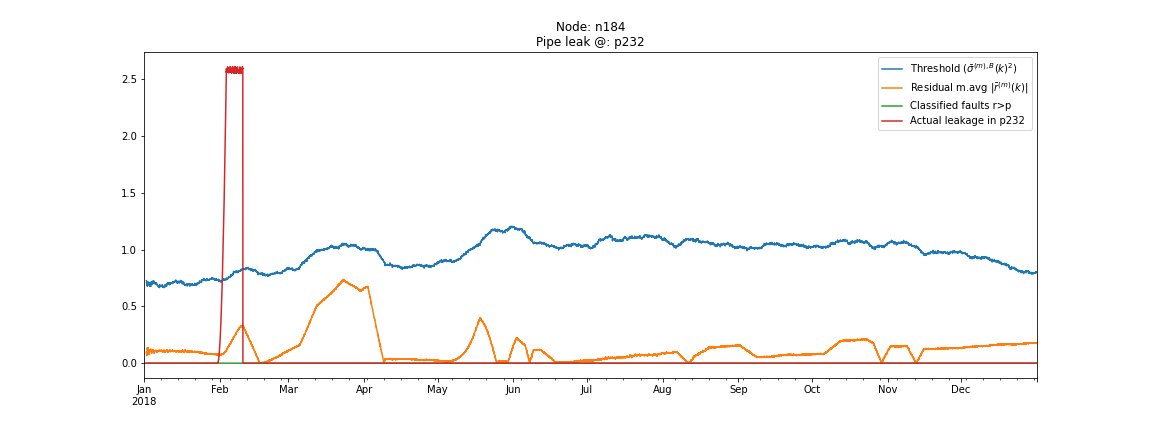 Node: n184
Pipe leak @: p232
Threshold (σ̄⁽ᵐ⁾,ᴮ(k)²)
Residual m.avg |r̄⁽ᵐ⁾(k)|
Classified faults r>p
Actual leakage in p232
2.5
2.0
1.5
1.0
0.5
0.0
Jan Feb Mar Apr May Jun Jul Aug Sep Oct Nov Dec
2018